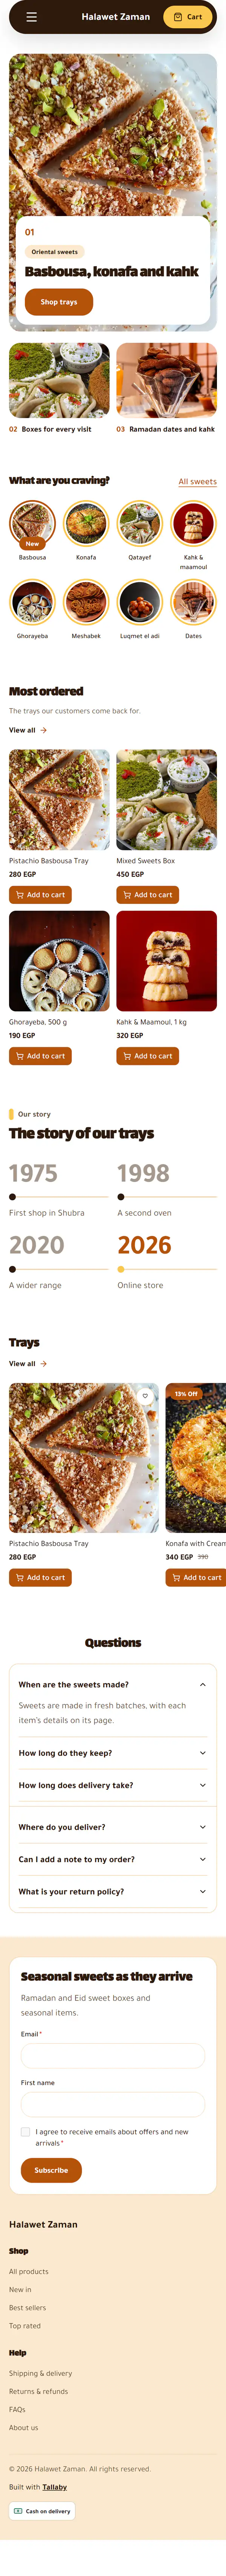 Halawet Zaman
Cart
01
Oriental sweets
Basbousa, konafa and kahk
Shop trays
02 Boxes for every visit
03 Ramadan dates and kahk
What are you craving?
All sweets
New
Basbousa
Konafa
Qatayef
Kahk &
maamoul
Ghorayeba
Meshabek
Luqmet el adi
Dates
Most ordered
The trays our customers come back for.
View all
Pistachio Basbousa Tray
280 EGP
Add to cart
Mixed Sweets Box
450 EGP
Add to cart
Ghorayeba, 500 g
190 EGP
Add to cart
Kahk & Maamoul, 1 kg
320 EGP
Add to cart
Our story
The story of our trays
1975
First shop in Shubra
1998
A second oven
2020
A wider range
2026
Online store
Trays
View all
Pistachio Basbousa Tray
280 EGP
Add to cart
13% Off
Konafa with Cream
340 EGP 390
Add to cart
Questions
When are the sweets made?
Sweets are made in fresh batches, with each
item's details on its page.
How long do they keep?
How long does delivery take?
Where do you deliver?
Can I add a note to my order?
What is your return policy?
Seasonal sweets as they arrive
Ramadan and Eid sweet boxes and
seasonal items.
Email*
First name
I agree to receive emails about offers and new
arrivals*
Subscribe
Halawet Zaman
Shop
All products
New in
Best sellers
Top rated
Help
Shipping & delivery
Returns & refunds
FAQs
About us
© 2026 Halawet Zaman. All rights reserved.
Built with Tallaby
Cash on delivery